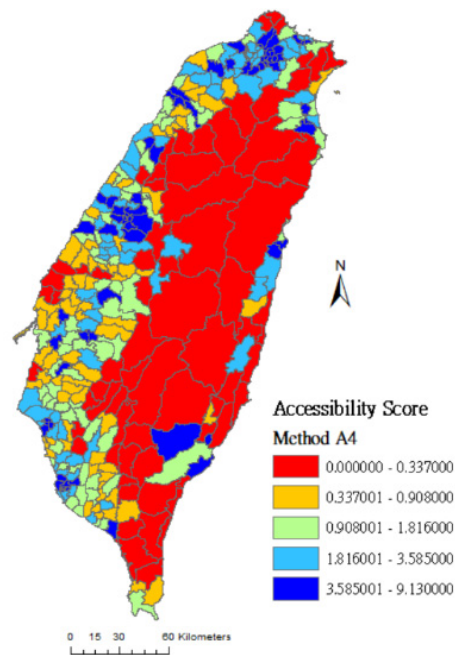 N
Accessibility Score
Method A4
0.000000 - 0.337000
0.337001 - 0.908000
0.908001 - 1.816000
1.816001 - 3.585000
3.585001 - 9.130000
0 15 30 60 Kilometers